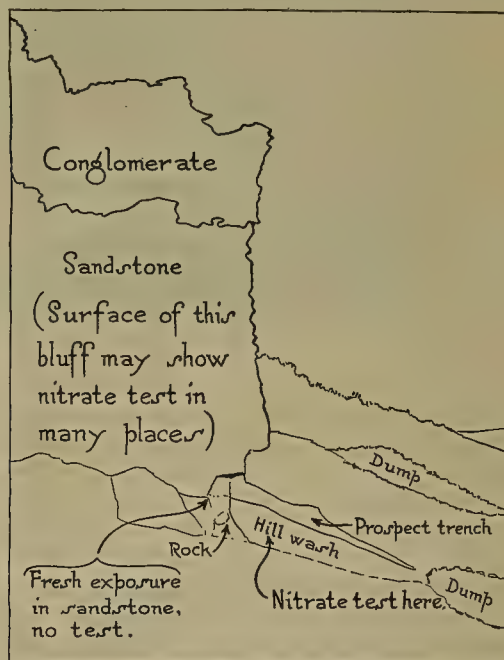 Conglomerate
Sandstone
(Surface of this
bluff may show
nitrate test in
many places)
Dump
Prospect trench
Hill wash
Rock
Fresh exposure
in sandstone,
no test.
Nitrate test here.
Dump